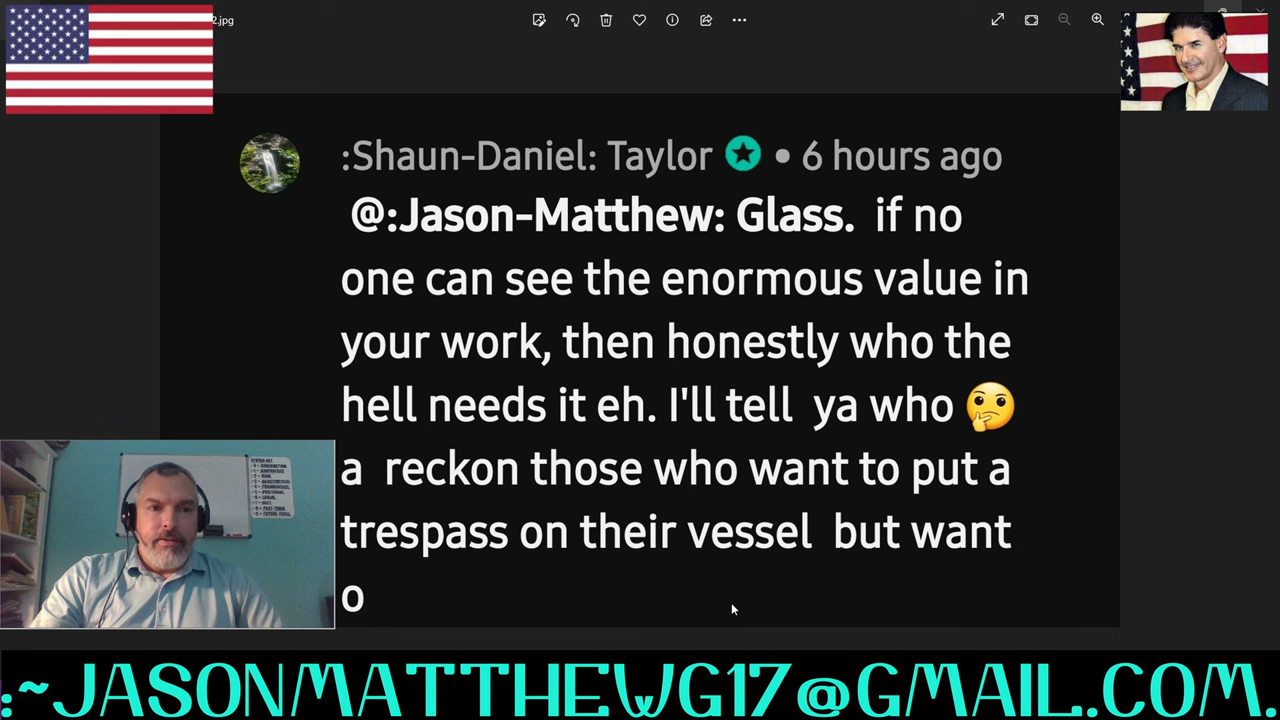 2.jpg
:Shaun-Daniel: Taylor • 6 hours ago
@:Jason-Matthew: Glass. if no
one can see the enormous value in
your work, then honestly who the
hell needs it eh. I'll tell ya who 🤔
a reckon those who want to put a
trespass on their vessel but want
o
:~JASONMATTHEWG17@GMAIL.COM.